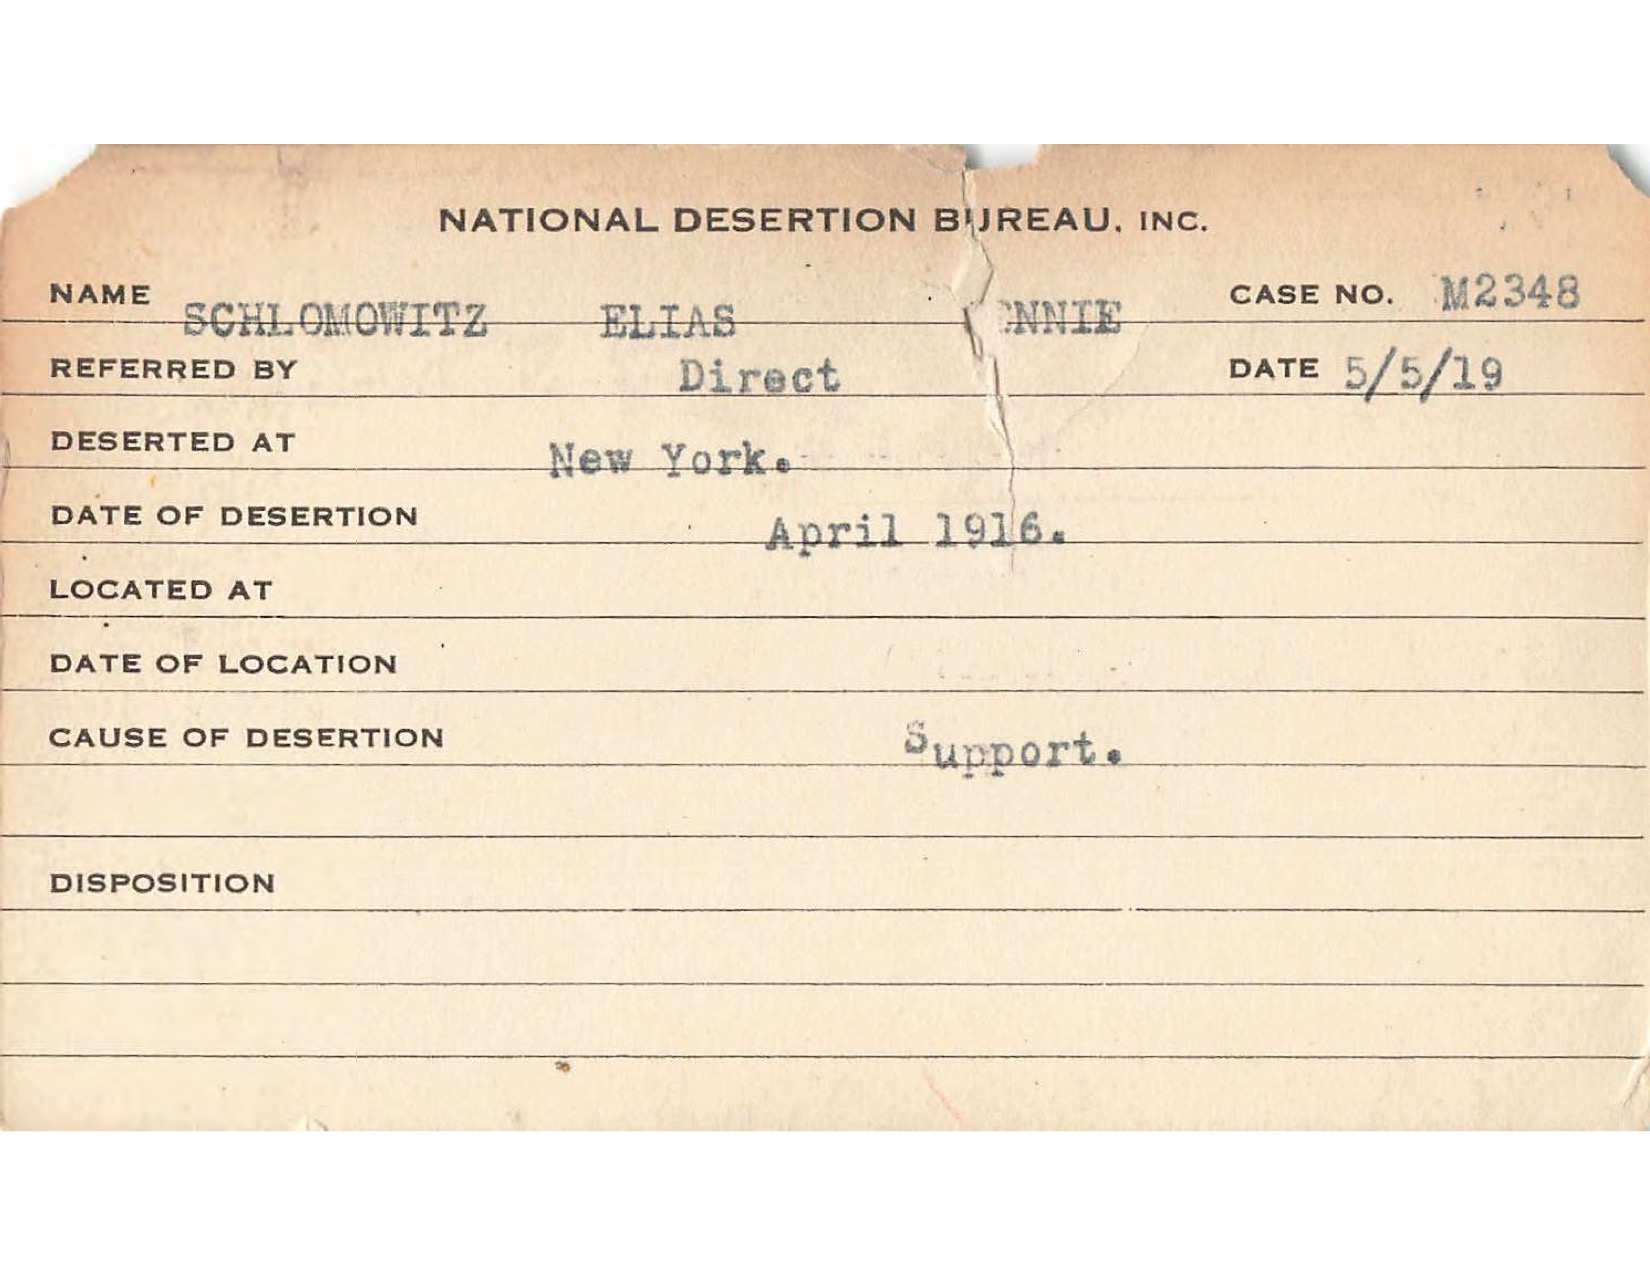 NATIONAL DESERTION BUREAU, INC.
NAME SCHLOMOWITZ ELIAS CASE NO. M2348
REFERRED BY Direct DATE 5/5/19
DESERTED AT New York.
DATE OF DESERTION April 1916.
LOCATED AT
DATE OF LOCATION
CAUSE OF DESERTION Support.
DISPOSITION